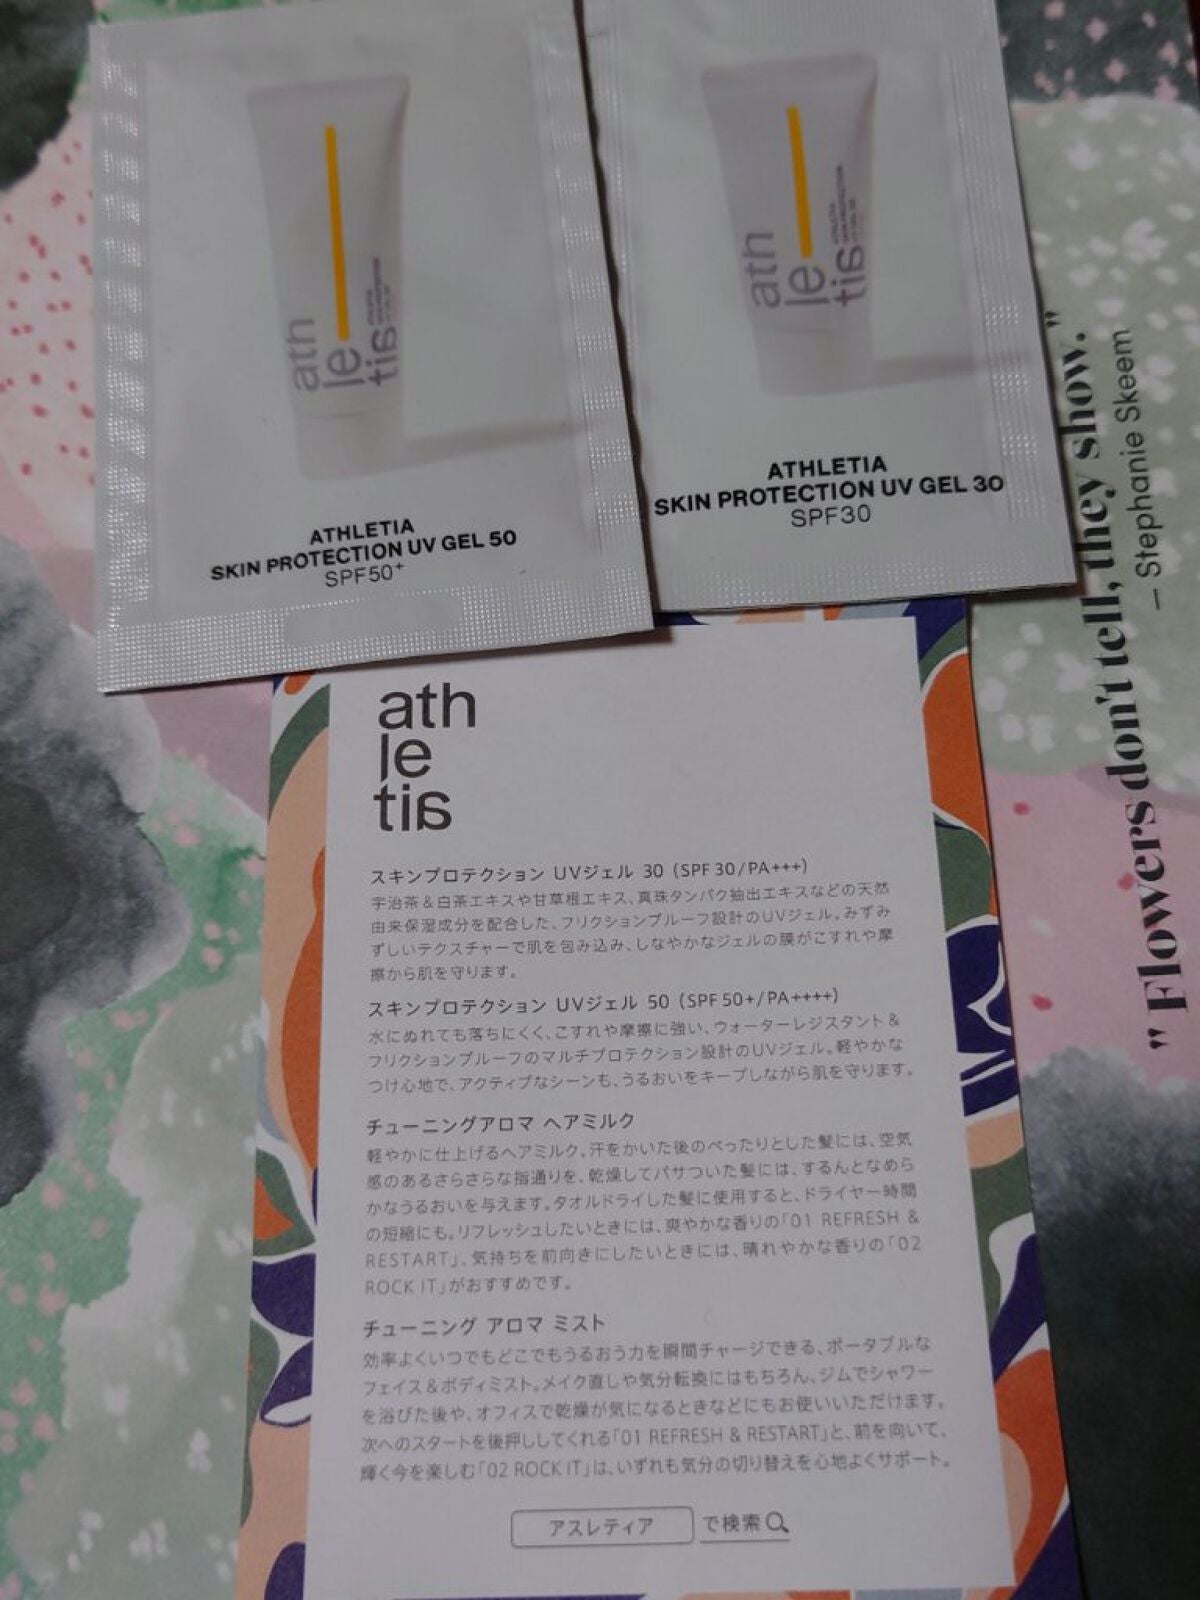 ath
le
tia
ATHLETIA
SKIN PROTECTION UV GEL 50
SPF50+
ath
le
tia
ATHLETIA
SKIN PROTECTION UV GEL 30
SPF30
"Flowers don't tell, they show."
— Stephanie Skeem
ath
le
tia
スキンプロテクション UVジェル 30（SPF30/PA+++）
宇治茶＆白茶エキスや甘草根エキス、真珠タンパク抽出エキスなどの天然
由来保湿成分を配合した、フリクションプルーフ設計のUVジェル。みずみ
ずしいテクスチャーで肌を包み込み、しなやかなジェルの膜がこすれや摩
擦から肌を守ります。
スキンプロテクション UVジェル 50（SPF50+/PA++++）
水にぬれても落ちにくく、こすれや摩擦に強い、ウォーターレジスタント＆
フリクションプルーフのマルチプロテクション設計のUVジェル。軽やかな
つけ心地で、アクティブなシーンも、うるおいをキープしながら肌を守ります。
チューニングアロマ ヘアミルク
軽やかに仕上げるヘアミルク。汗をかいた後のぺったりとした髪には、空気
感のあるさらさらな指通りを、乾燥してパサついた髪には、するんとなめら
かなうるおいを与えます。タオルドライした髪に使用すると、ドライヤー時間
の短縮にも。リフレッシュしたいときには、爽やかな香りの「01 REFRESH &
RESTART」、気持ちを前向きにしたいときには、晴れやかな香りの「02
ROCK IT」がおすすめです。
チューニング アロマ ミスト
効率よくいつでもどこでもうるおう力を瞬間チャージできる、ポータブルな
フェイス＆ボディミスト。メイク直しや気分転換にはもちろん、ジムでシャワー
を浴びた後や、オフィスで乾燥が気になるときなどにもお使いいただけます。
次へのスタートを後押ししてくれる「01 REFRESH & RESTART」と、前を向いて、
輝く今を楽しむ「02 ROCK IT」は、いずれも気分の切り替えを心地よくサポート。
アスレティア で検索